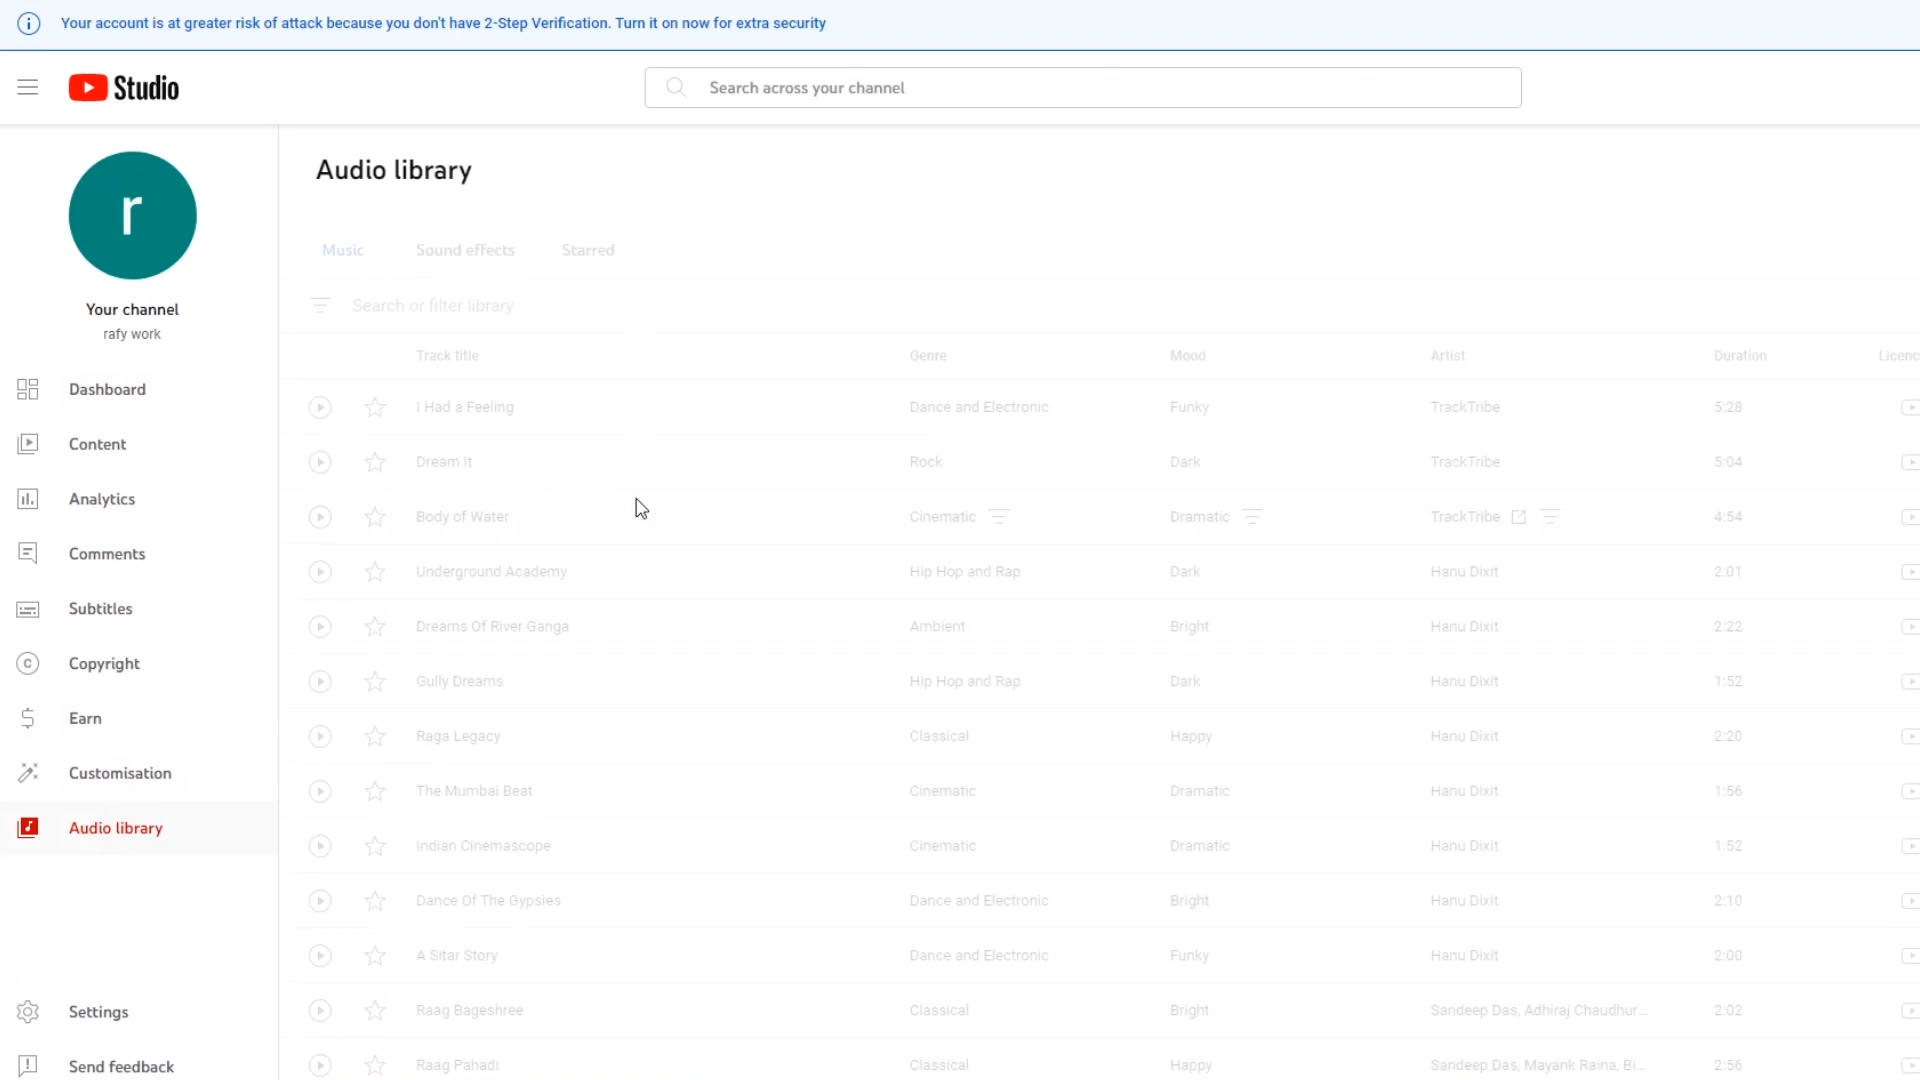 Your account is at greater risk of attack because you don't have 2-Step Verification. Turn it on now for extra security
Studio
Search across your channel
r
Your channel
rafy work
Dashboard
Content
Analytics
Comments
Subtitles
Copyright
Earn
Customisation
Audio library
Settings
Send feedback
Audio library
Music Sound effects Starred
Search or filter library
Track title Genre Mood Artist Duration Licenc
I Had a Feeling Dance and Electronic Funky TrackTribe 5:28
Dream It Rock Dark TrackTribe 5:04
Body of Water Cinematic Dramatic TrackTribe 4:54
Underground Academy Hip Hop and Rap Dark Hanu Dixit 2:01
Dreams Of River Ganga Ambient Bright Hanu Dixit 2:22
Gully Dreams Hip Hop and Rap Dark Hanu Dixit 1:52
Raga Legacy Classical Happy Hanu Dixit 2:20
The Mumbai Beat Cinematic Dramatic Hanu Dixit 1:56
Indian Cinemascope Cinematic Dramatic Hanu Dixit 1:52
Dance Of The Gypsies Dance and Electronic Bright Hanu Dixit 2:10
A Sitar Story Dance and Electronic Funky Hanu Dixit 2:00
Raag Bageshree Classical Bright Sandeep Das, Adhiraj Chaudhur... 2:02
Raag Pahadi Classical Happy Sandeep Das, Mayank Raina, Bi... 2:56